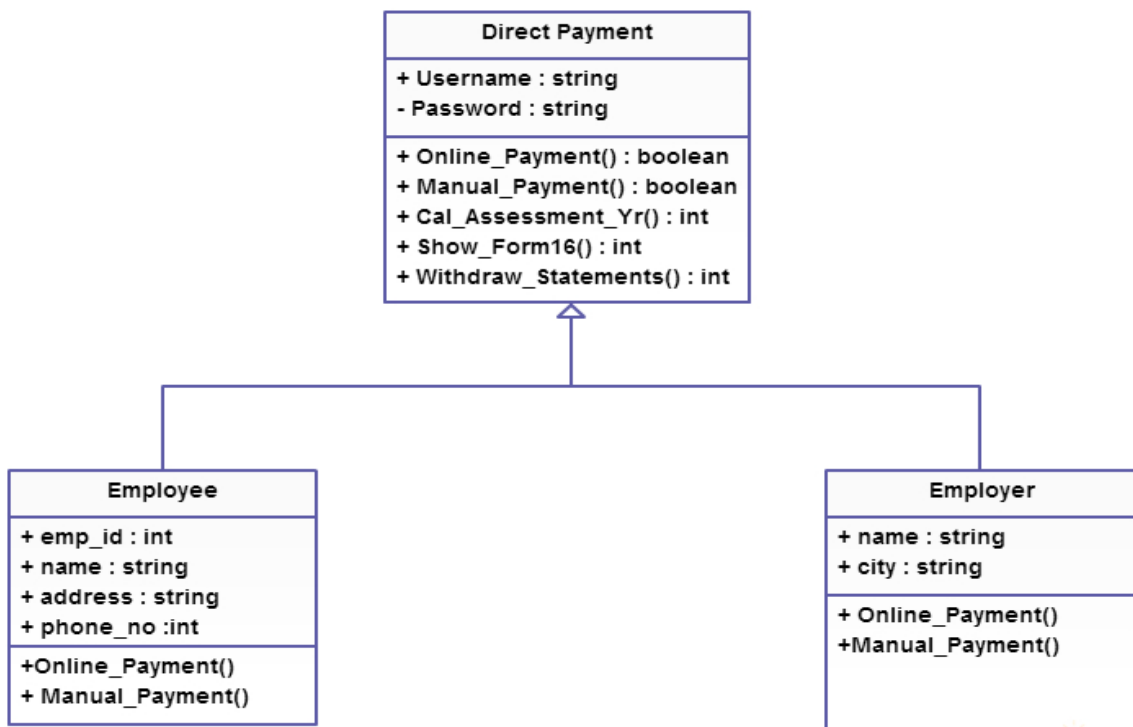 Direct Payment
+ Username : string
- Password : string
+ Online_Payment() : boolean
+ Manual_Payment() : boolean
+ Cal_Assessment_Yr() : int
+ Show_Form16() : int
+ Withdraw_Statements() : int
Employee
+ emp_id : int
+ name : string
+ address : string
+ phone_no :int
+Online_Payment()
+ Manual_Payment()
Employer
+ name : string
+ city : string
+ Online_Payment()
+Manual_Payment()